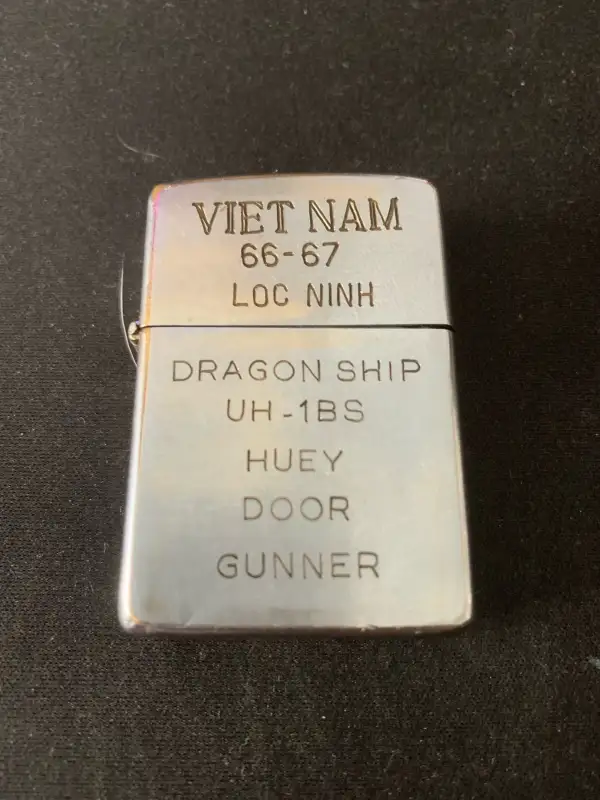 VIET NAM
66-67
LOC NINH
DRAGON SHIP
UH-1BS
HUEY
DOOR
GUNNER